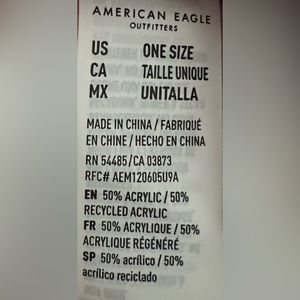 AMERICAN EAGLE
OUTFITTERS
US ONE SIZE
CA TAILLE UNIQUE
MX UNITALLA
MADE IN CHINA / FABRIQUÉ
EN CHINE / HECHO EN CHINA
RN 54485 / CA 03873
RFC# AEM120605U9A
EN 50% ACRYLIC / 50%
RECYCLED ACRYLIC
FR 50% ACRYLIQUE / 50%
ACRYLIQUE RÉGÉNÉRÉ
SP 50% acrílico / 50%
acrílico reciclado